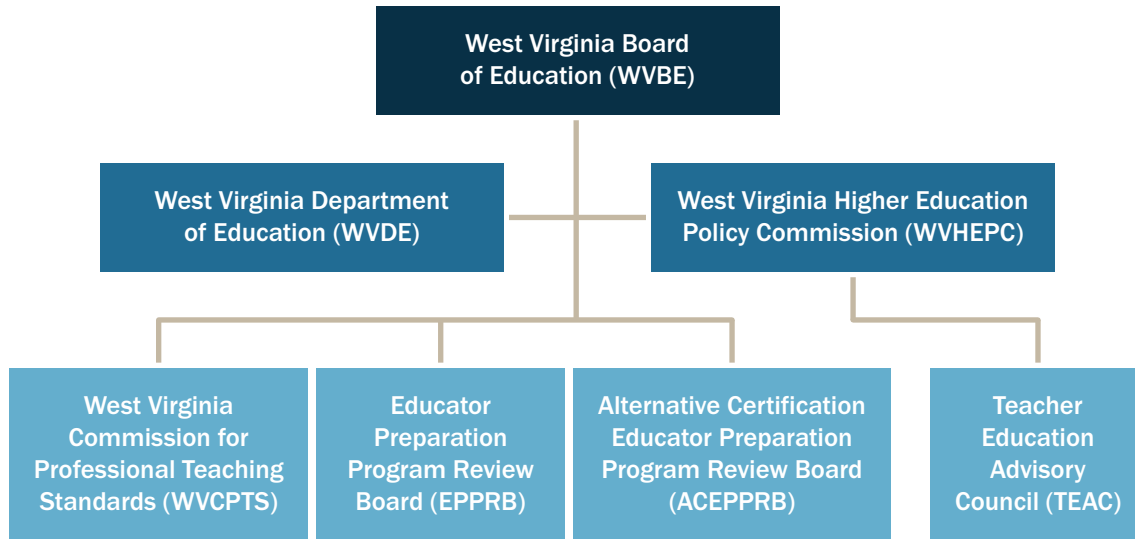 West Virginia Board
of Education (WVBE)
West Virginia Department
of Education (WVDE)
West Virginia Higher Education
Policy Commission (WVHEPC)
West Virginia
Commission for
Professional Teaching
Standards (WVCPTS)
Educator
Preparation
Program Review
Board (EPPRB)
Alternative Certification
Educator Preparation
Program Review Board
(ACEPPRB)
Teacher
Education
Advisory
Council (TEAC)